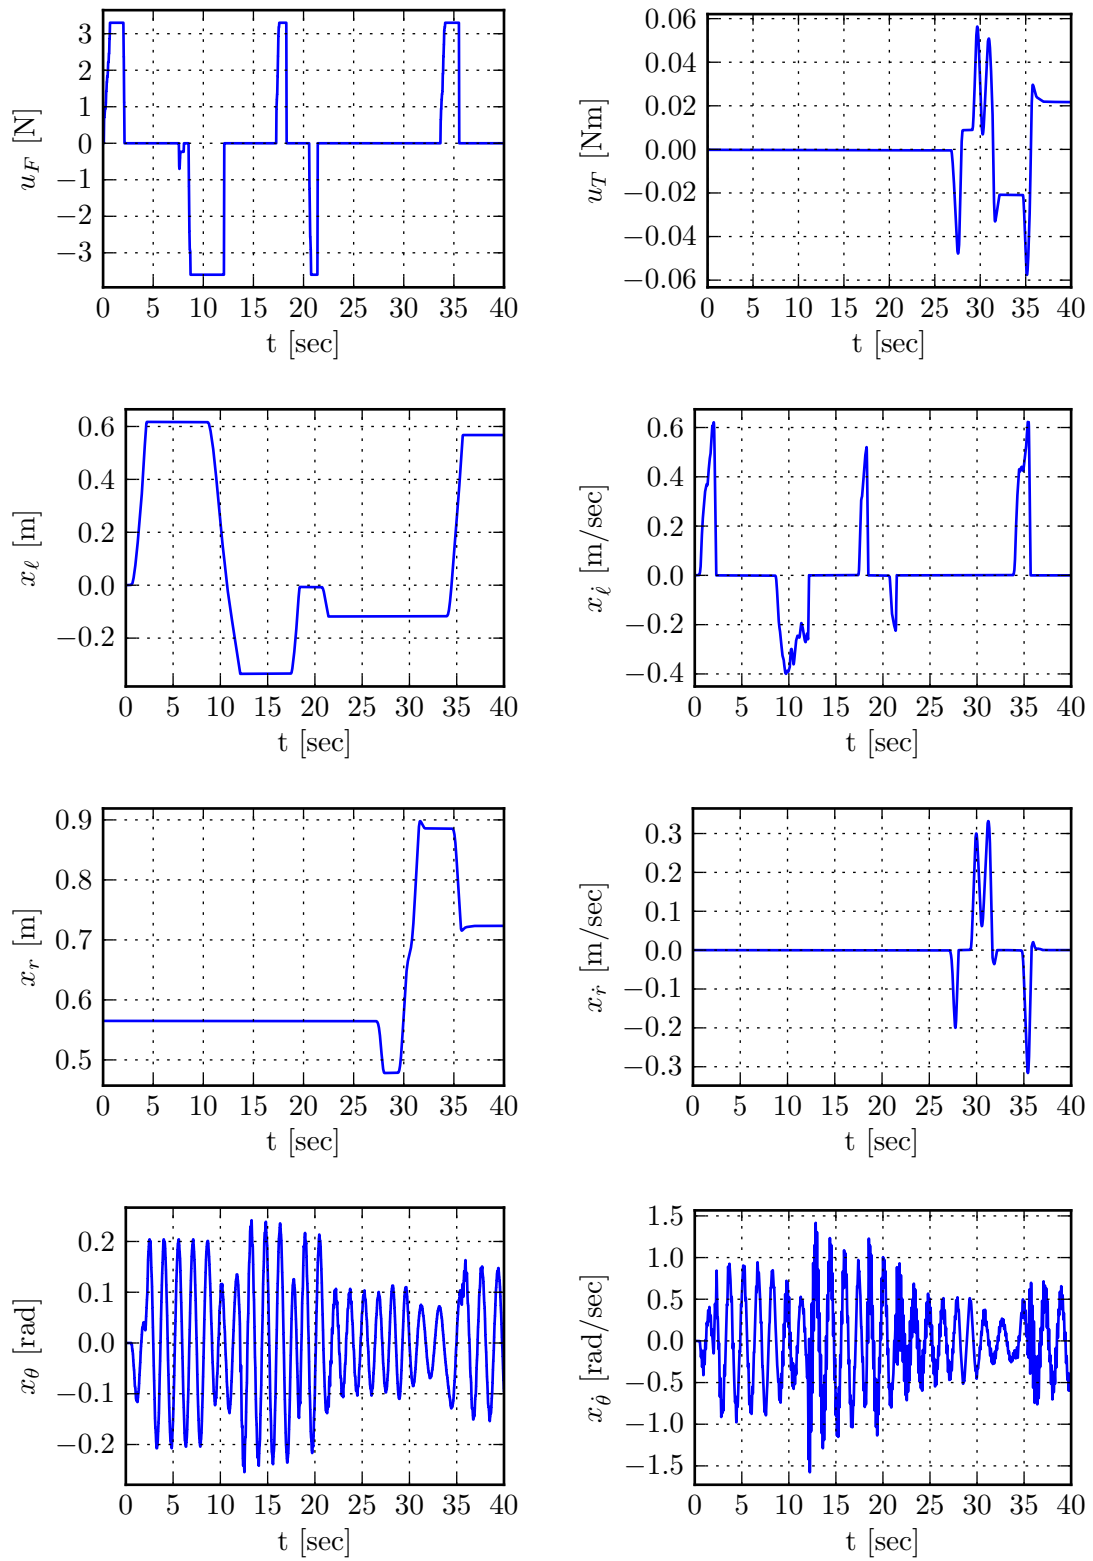 u_F [N]
3
2
1
0
−1
−2
−3
0 5 10 15 20 25 30 35 40
t [sec]
u_T [Nm]
0.06
0.04
0.02
0.00
−0.02
−0.04
−0.06
0 5 10 15 20 25 30 35 40
t [sec]
x_ℓ [m]
0.6
0.4
0.2
0.0
−0.2
0 5 10 15 20 25 30 35 40
t [sec]
x_ℓ̇ [m/sec]
0.6
0.4
0.2
0.0
−0.2
−0.4
0 5 10 15 20 25 30 35 40
t [sec]
x_r [m]
0.9
0.8
0.7
0.6
0.5
0 5 10 15 20 25 30 35 40
t [sec]
x_ṙ [m/sec]
0.3
0.2
0.1
0.0
−0.1
−0.2
−0.3
0 5 10 15 20 25 30 35 40
t [sec]
x_θ [rad]
0.2
0.1
0.0
−0.1
−0.2
0 5 10 15 20 25 30 35 40
t [sec]
x_θ̇ [rad/sec]
1.5
1.0
0.5
0.0
−0.5
−1.0
−1.5
0 5 10 15 20 25 30 35 40
t [sec]